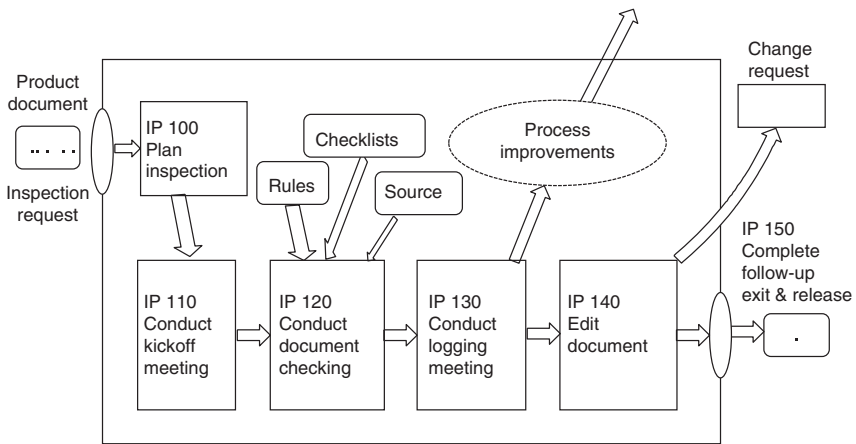 Product
document
Inspection
request
IP 100
Plan
inspection
Rules
Checklists
Source
Process
improvements
Change
request
IP 110
Conduct
kickoff
meeting
IP 120
Conduct
document
checking
IP 130
Conduct
logging
meeting
IP 140
Edit
document
IP 150
Complete
follow-up
exit & release